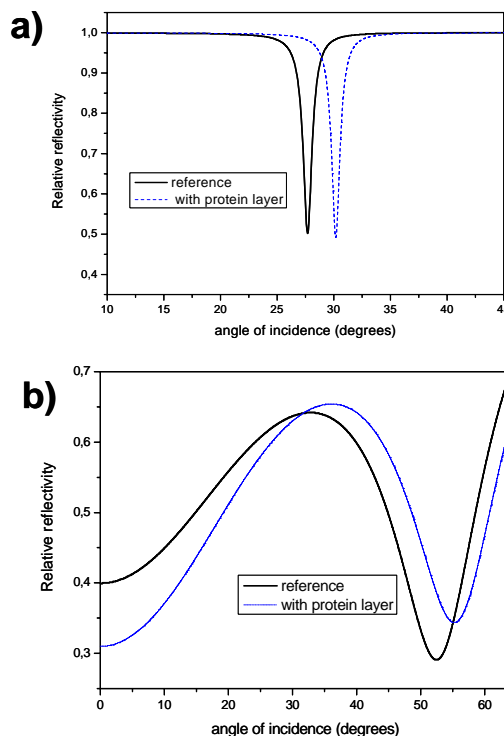 a)
1,0
0,9
0,8
0,7
0,6
0,5
0,4
Relative reflectivity
reference
with protein layer
10 15 20 25 30 35 40 45
angle of incidence (degrees)
b)
0,7
0,6
0,5
0,4
0,3
Relative reflectivity
reference
with protein layer
0 10 20 30 40 50 60
angle of incidence (degrees)